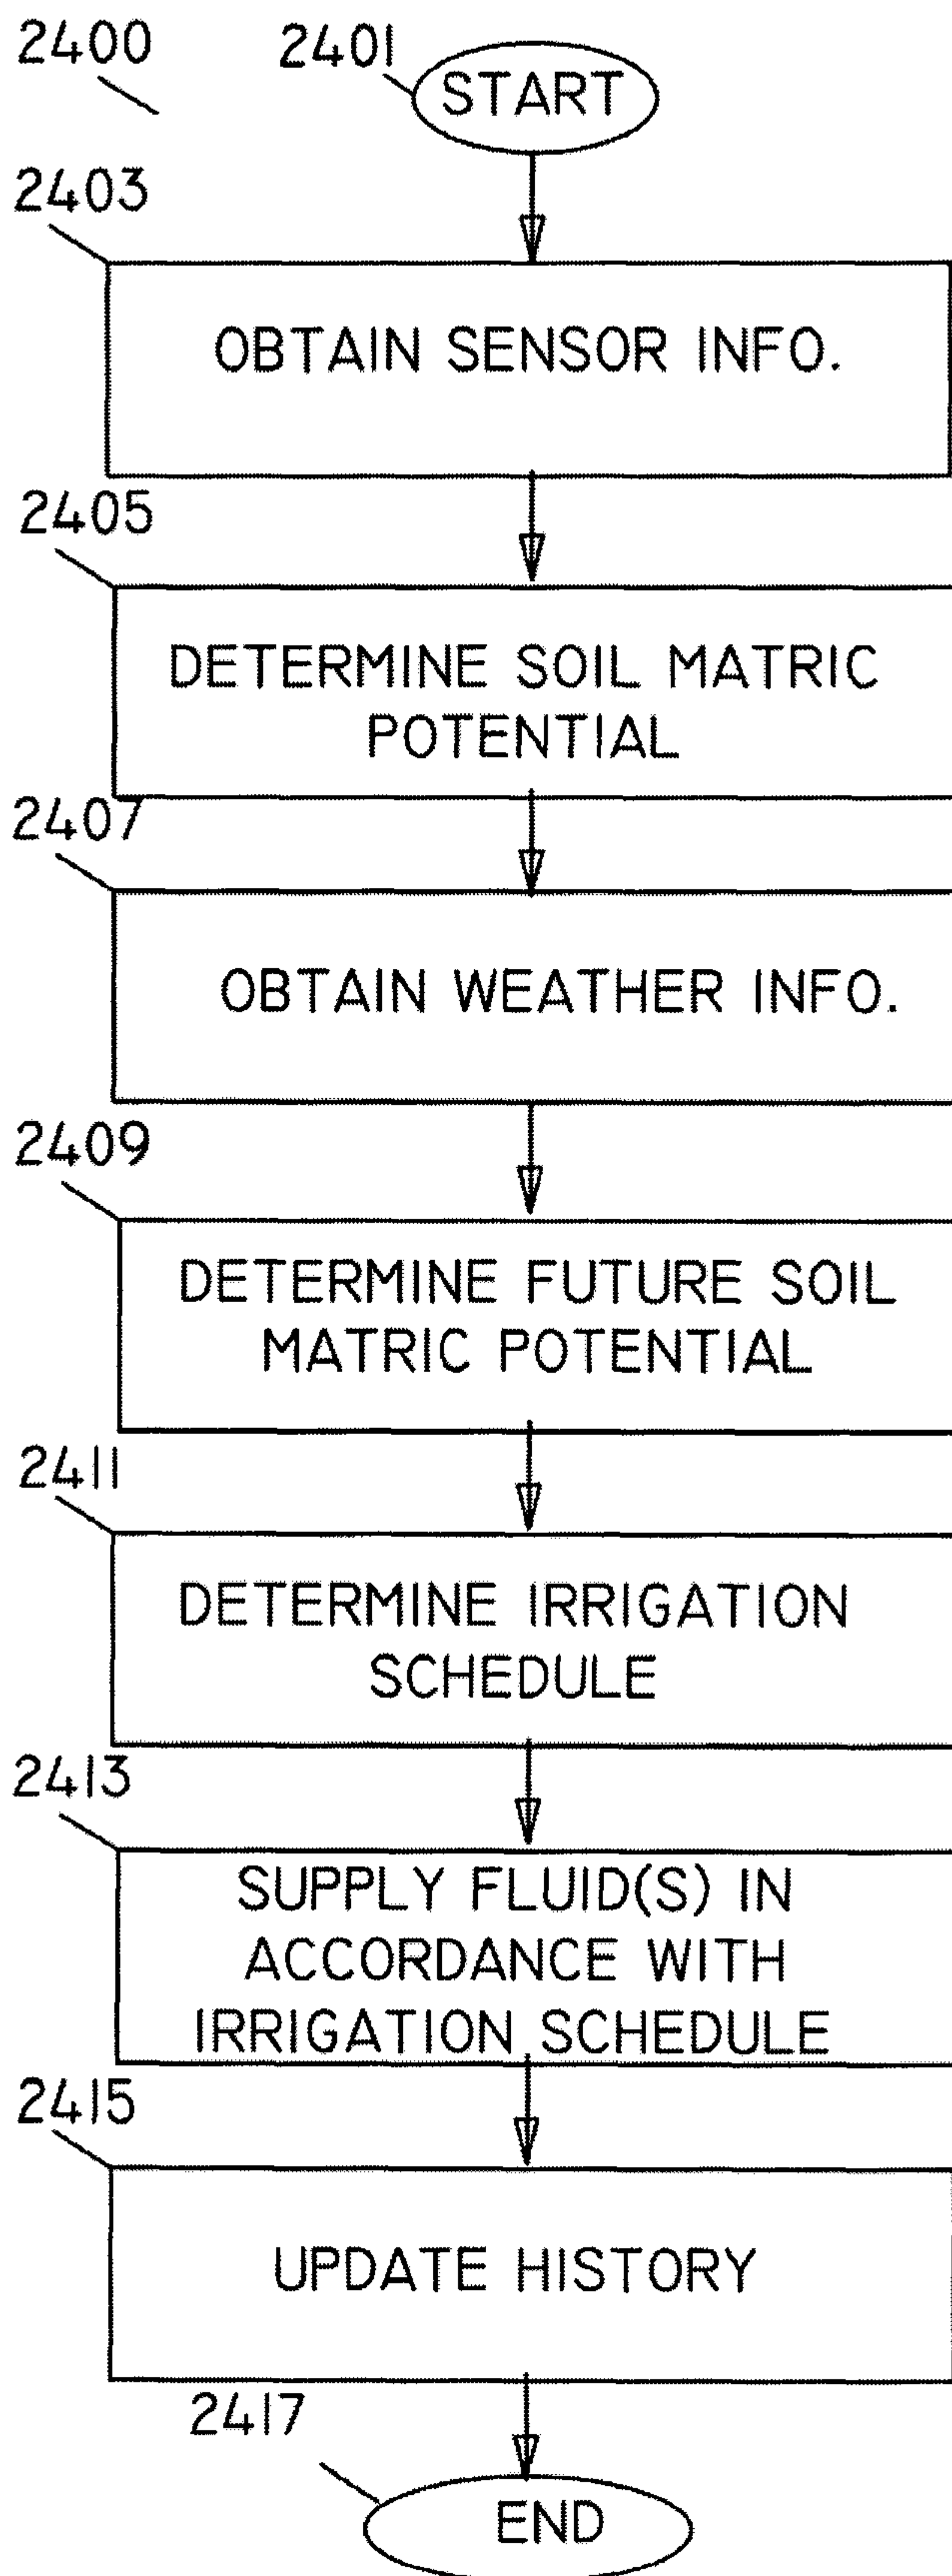 2400
2401
START
2403
OBTAIN SENSOR INFO.
2405
DETERMINE SOIL MATRIC
POTENTIAL
2407
OBTAIN WEATHER INFO.
2409
DETERMINE FUTURE SOIL
MATRIC POTENTIAL
2411
DETERMINE IRRIGATION
SCHEDULE
2413
SUPPLY FLUID(S) IN
ACCORDANCE WITH
IRRIGATION SCHEDULE
2415
UPDATE HISTORY
2417
END